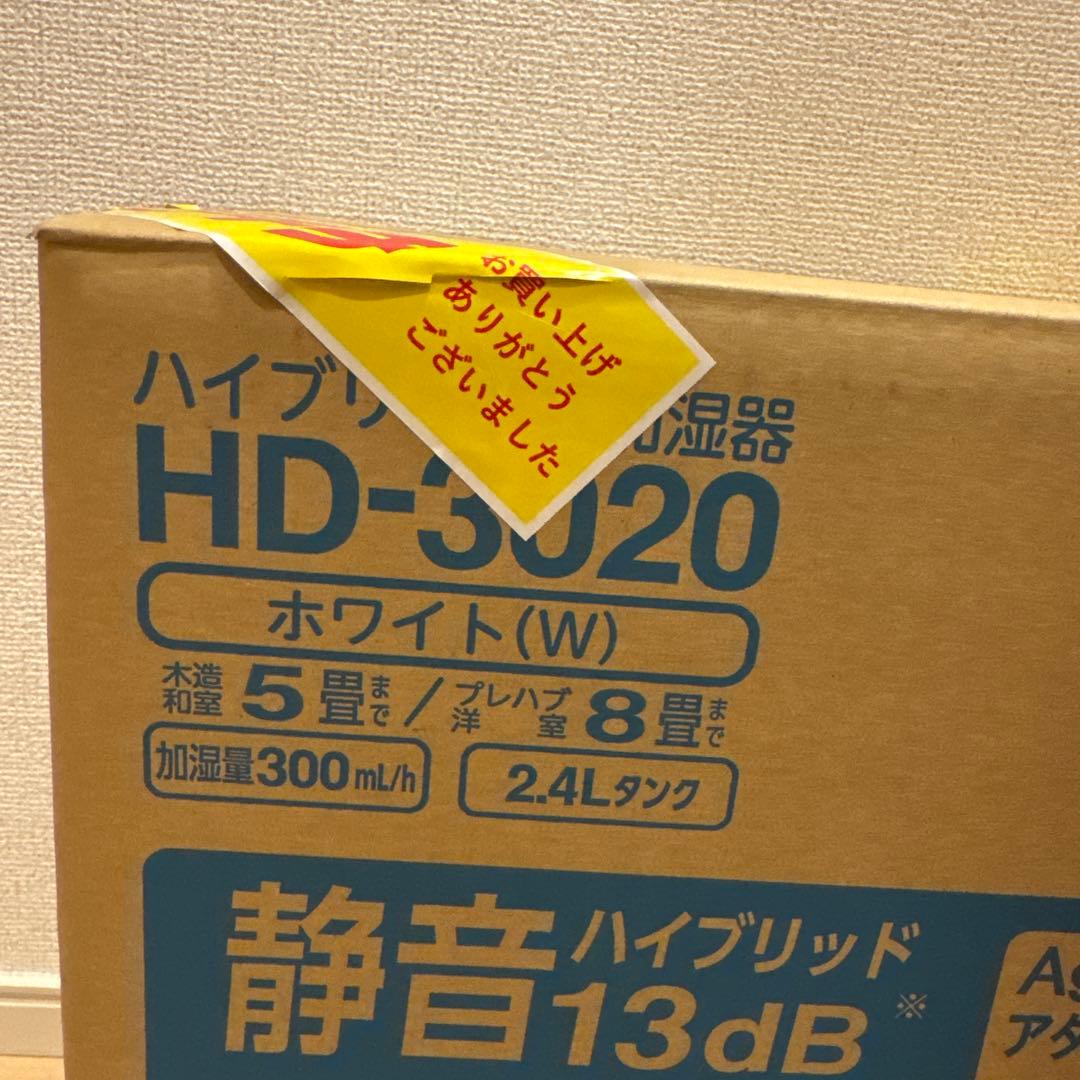 お買い上げ
ありがとう
ございました
ハイブリ 加湿器
HD-3020
ホワイト(W)
木造和室5畳まで/プレハブ洋室8畳まで
加湿量300mL/h
2.4Lタンク
静音ハイブリッド
13dB※
Ag
アタ